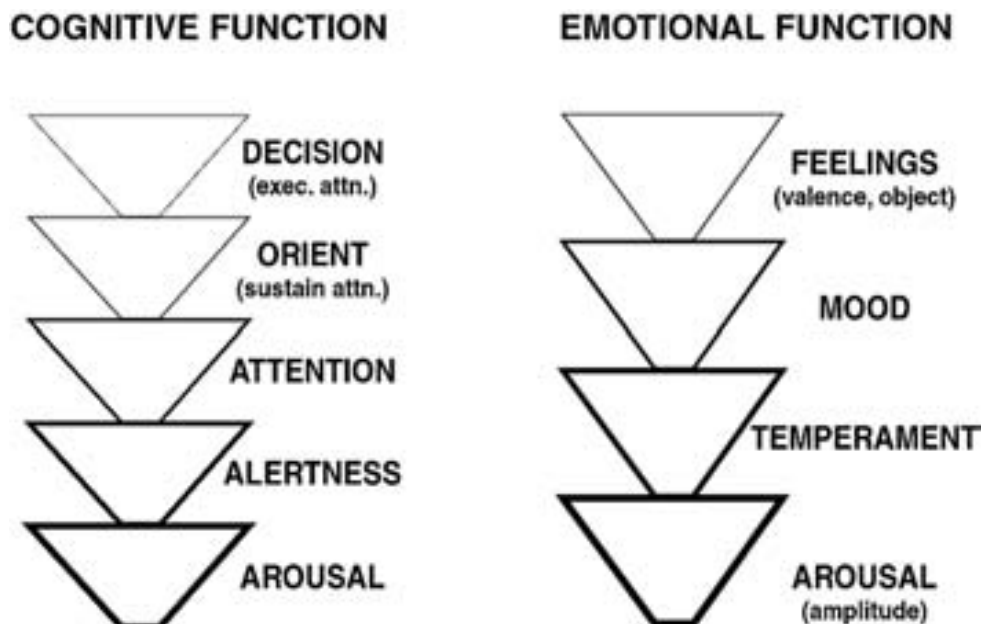 COGNITIVE FUNCTION
DECISION
(exec. attn.)
ORIENT
(sustain attn.)
ATTENTION
ALERTNESS
AROUSAL
EMOTIONAL FUNCTION
FEELINGS
(valence, object)
MOOD
TEMPERAMENT
AROUSAL
(amplitude)